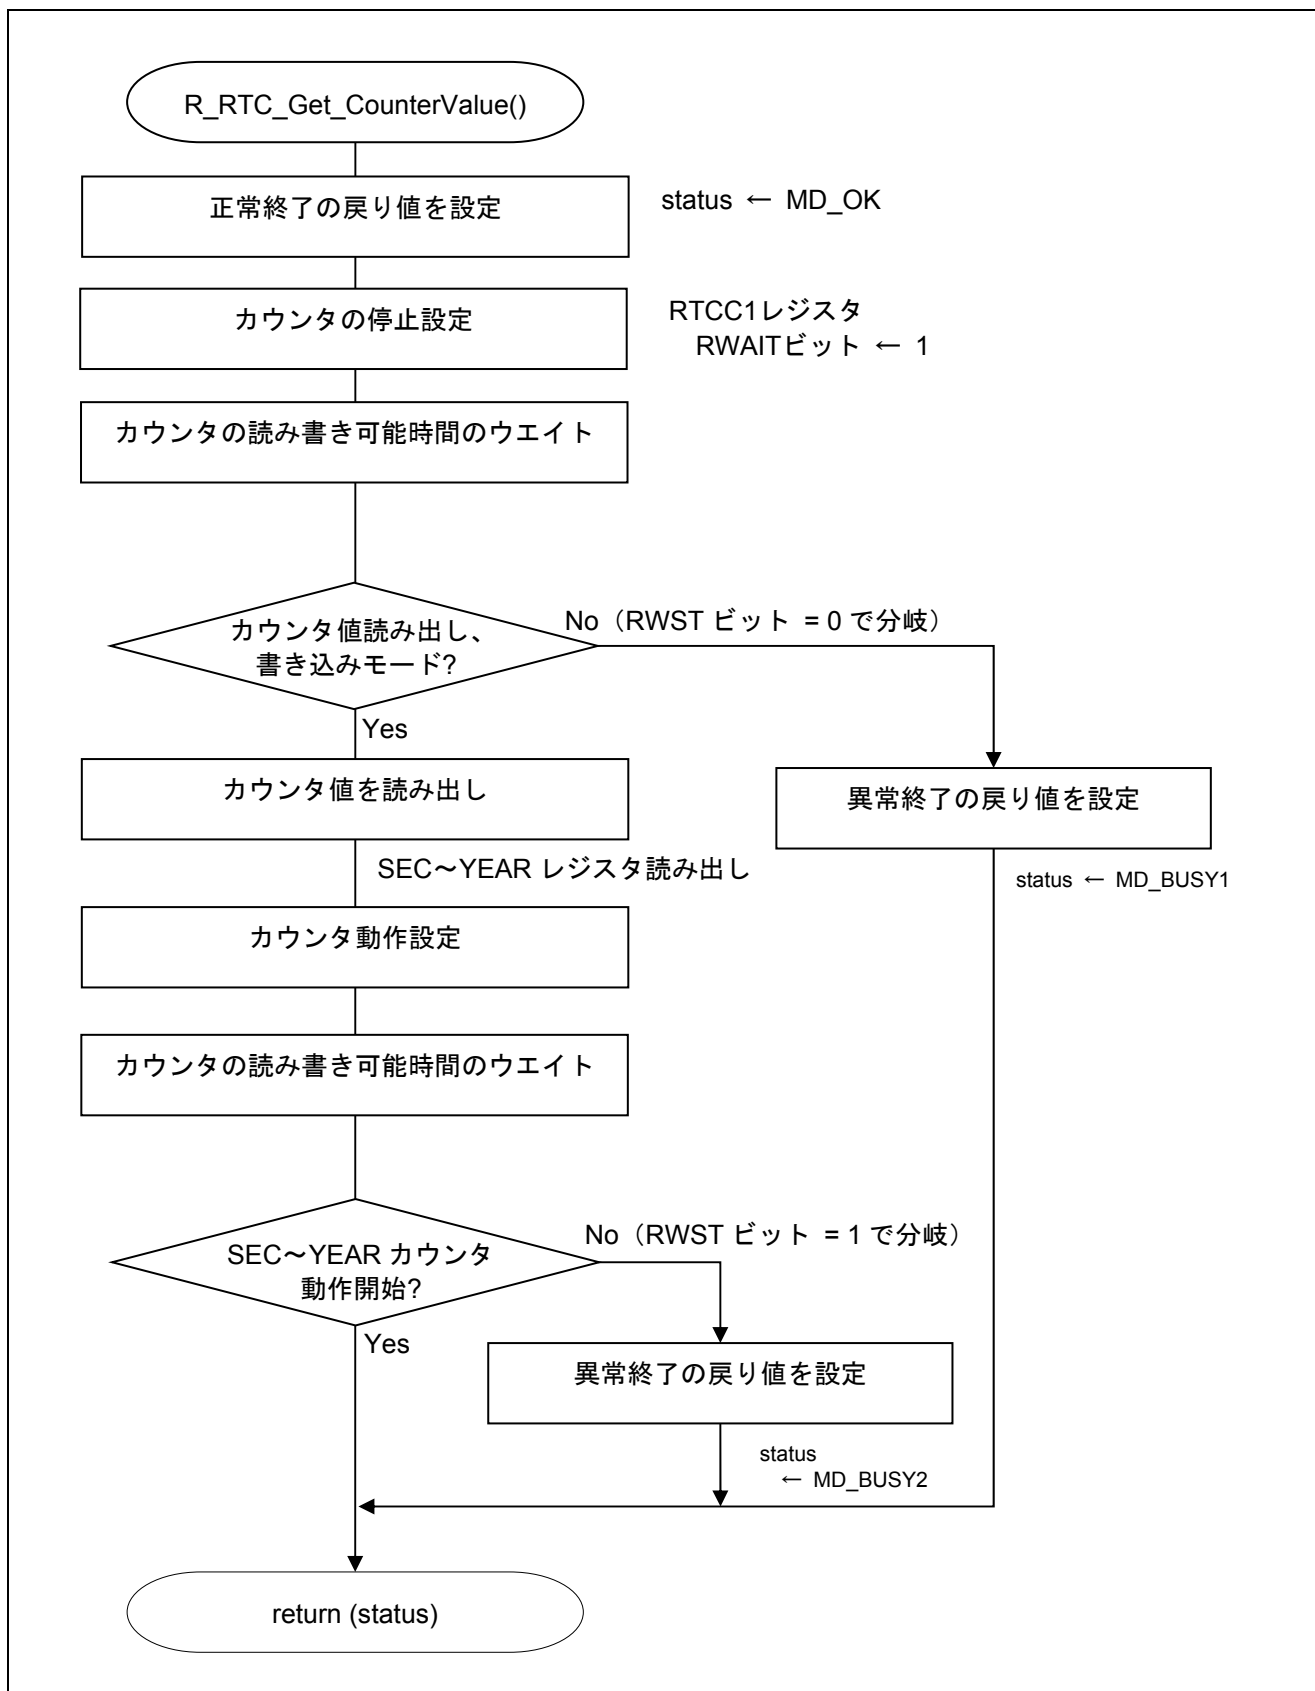 R_RTC_Get_CounterValue()
正常終了の戻り値を設定
status ← MD_OK
カウンタの停止設定
RTCC1レジスタ
RWAITビット ← 1
カウンタの読み書き可能時間のウエイト
カウンタ値読み出し、
書き込みモード?
No（RWST ビット = 0 で分岐）
Yes
カウンタ値を読み出し
異常終了の戻り値を設定
SEC～YEAR レジスタ読み出し
status ← MD_BUSY1
カウンタ動作設定
カウンタの読み書き可能時間のウエイト
SEC～YEAR カウンタ
動作開始?
No（RWST ビット = 1 で分岐）
Yes
異常終了の戻り値を設定
status
← MD_BUSY2
return (status)